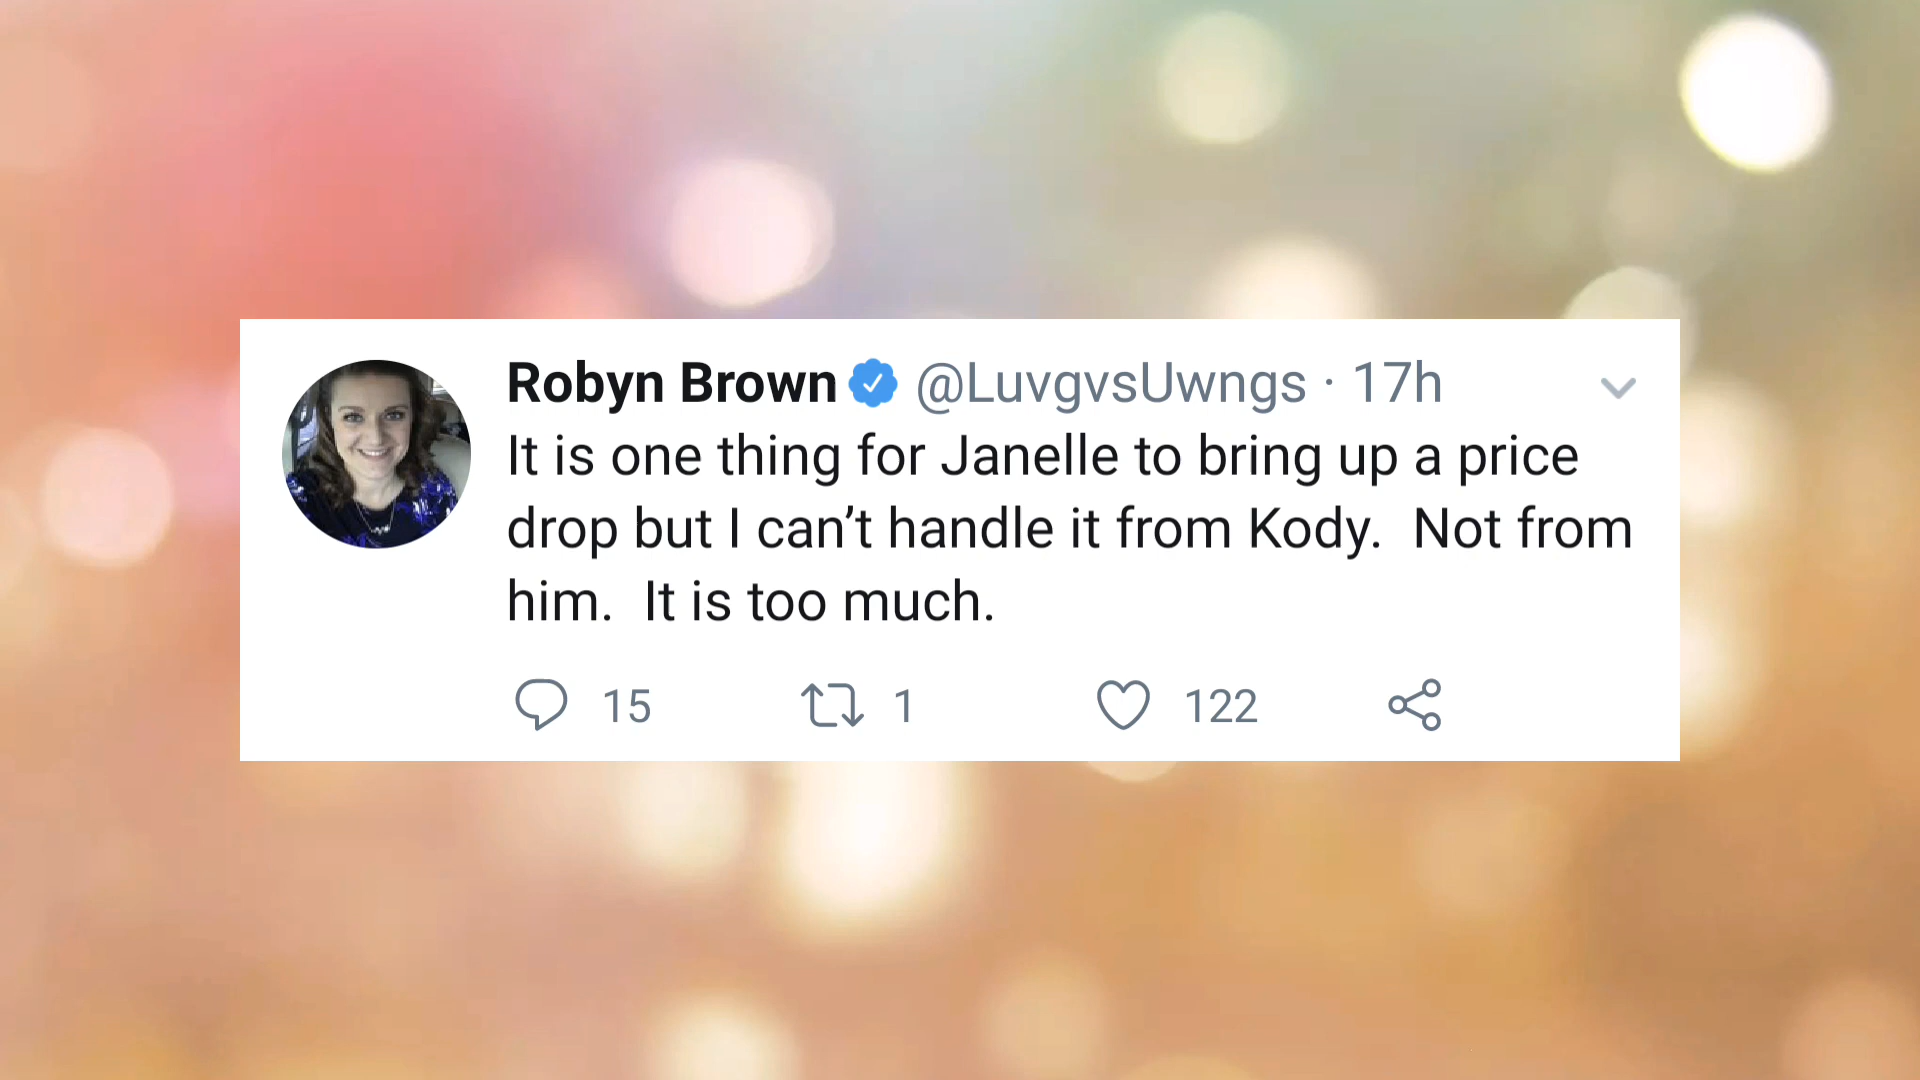 Robyn Brown @LuvgvsUwngs · 17h
It is one thing for Janelle to bring up a price
drop but I can’t handle it from Kody.  Not from
him.  It is too much.
15 1 122